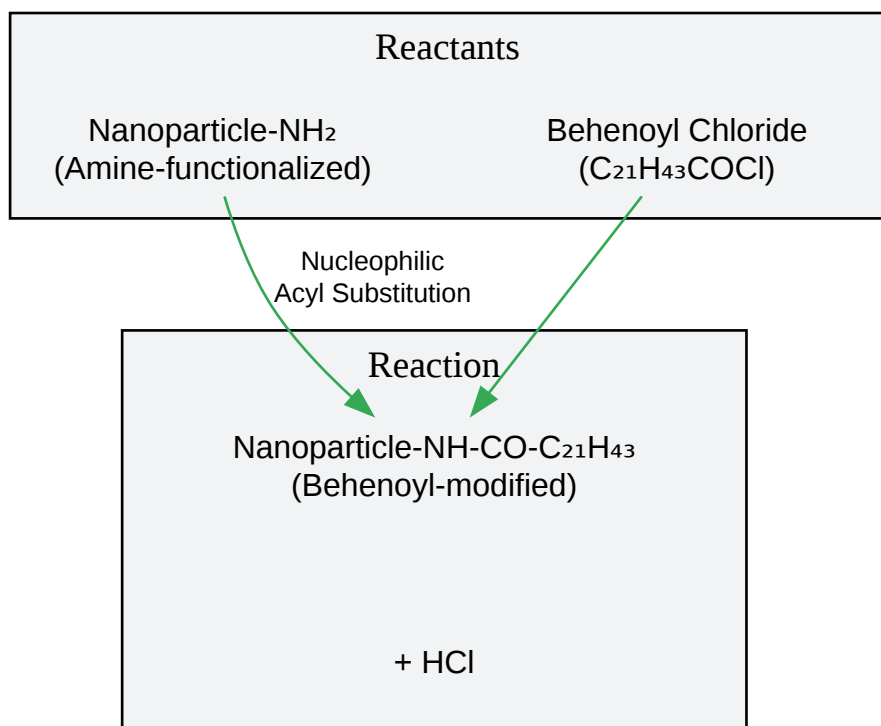 Reactants
Nanoparticle-NH₂
(Amine-functionalized)
Behenoyl Chloride
(C₂₁H₄₃COCl)
Nucleophilic
Acyl Substitution
Reaction
Nanoparticle-NH-CO-C₂₁H₄₃
(Behenoyl-modified)
+ HCl